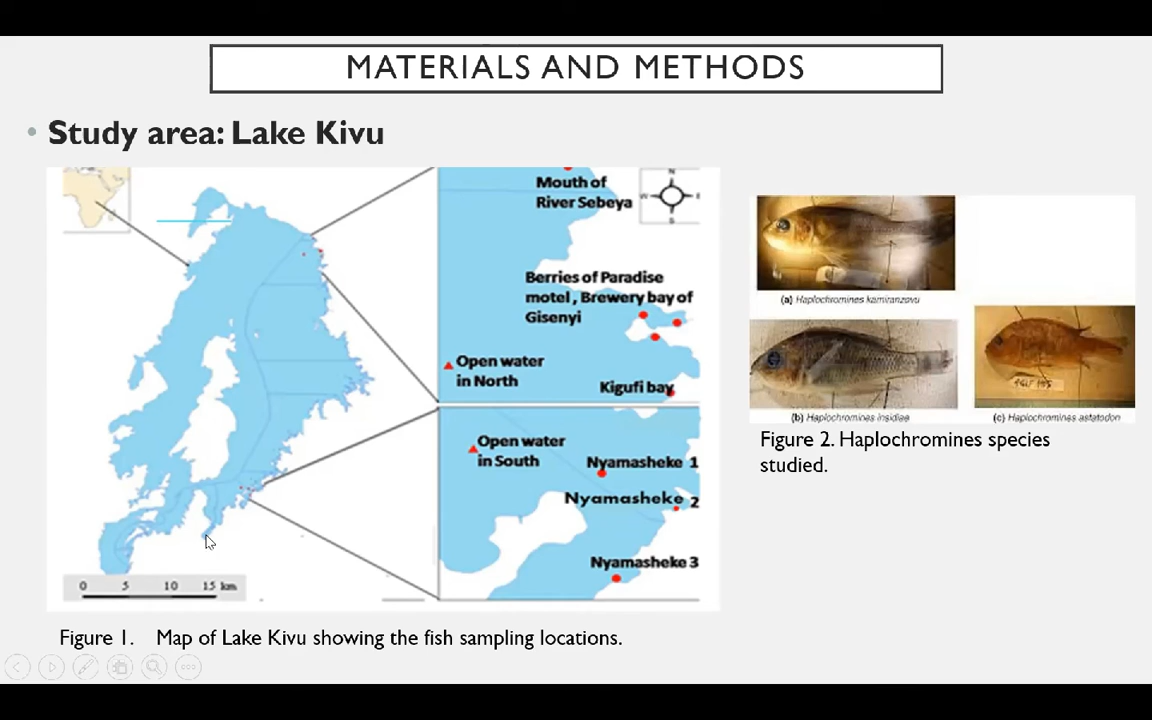 MATERIALS AND METHODS
• Study area: Lake Kivu
N
W
E
S
Mouth of
River Sebeya
Berries of Paradise
motel , Brewery bay of
Gisenyi
Open water
in North
Kigufi bay
Open water
in South
Nyamasheke 1
Nyamasheke 2
Nyamasheke 3
0 5 10 15 km
Figure 1. Map of Lake Kivu showing the fish sampling locations.
(a) Haplochromines kamiranzovu
(b) Haplochromines insidiae
(c) Haplochromines astatodon
Figure 2. Haplochromines species
studied.